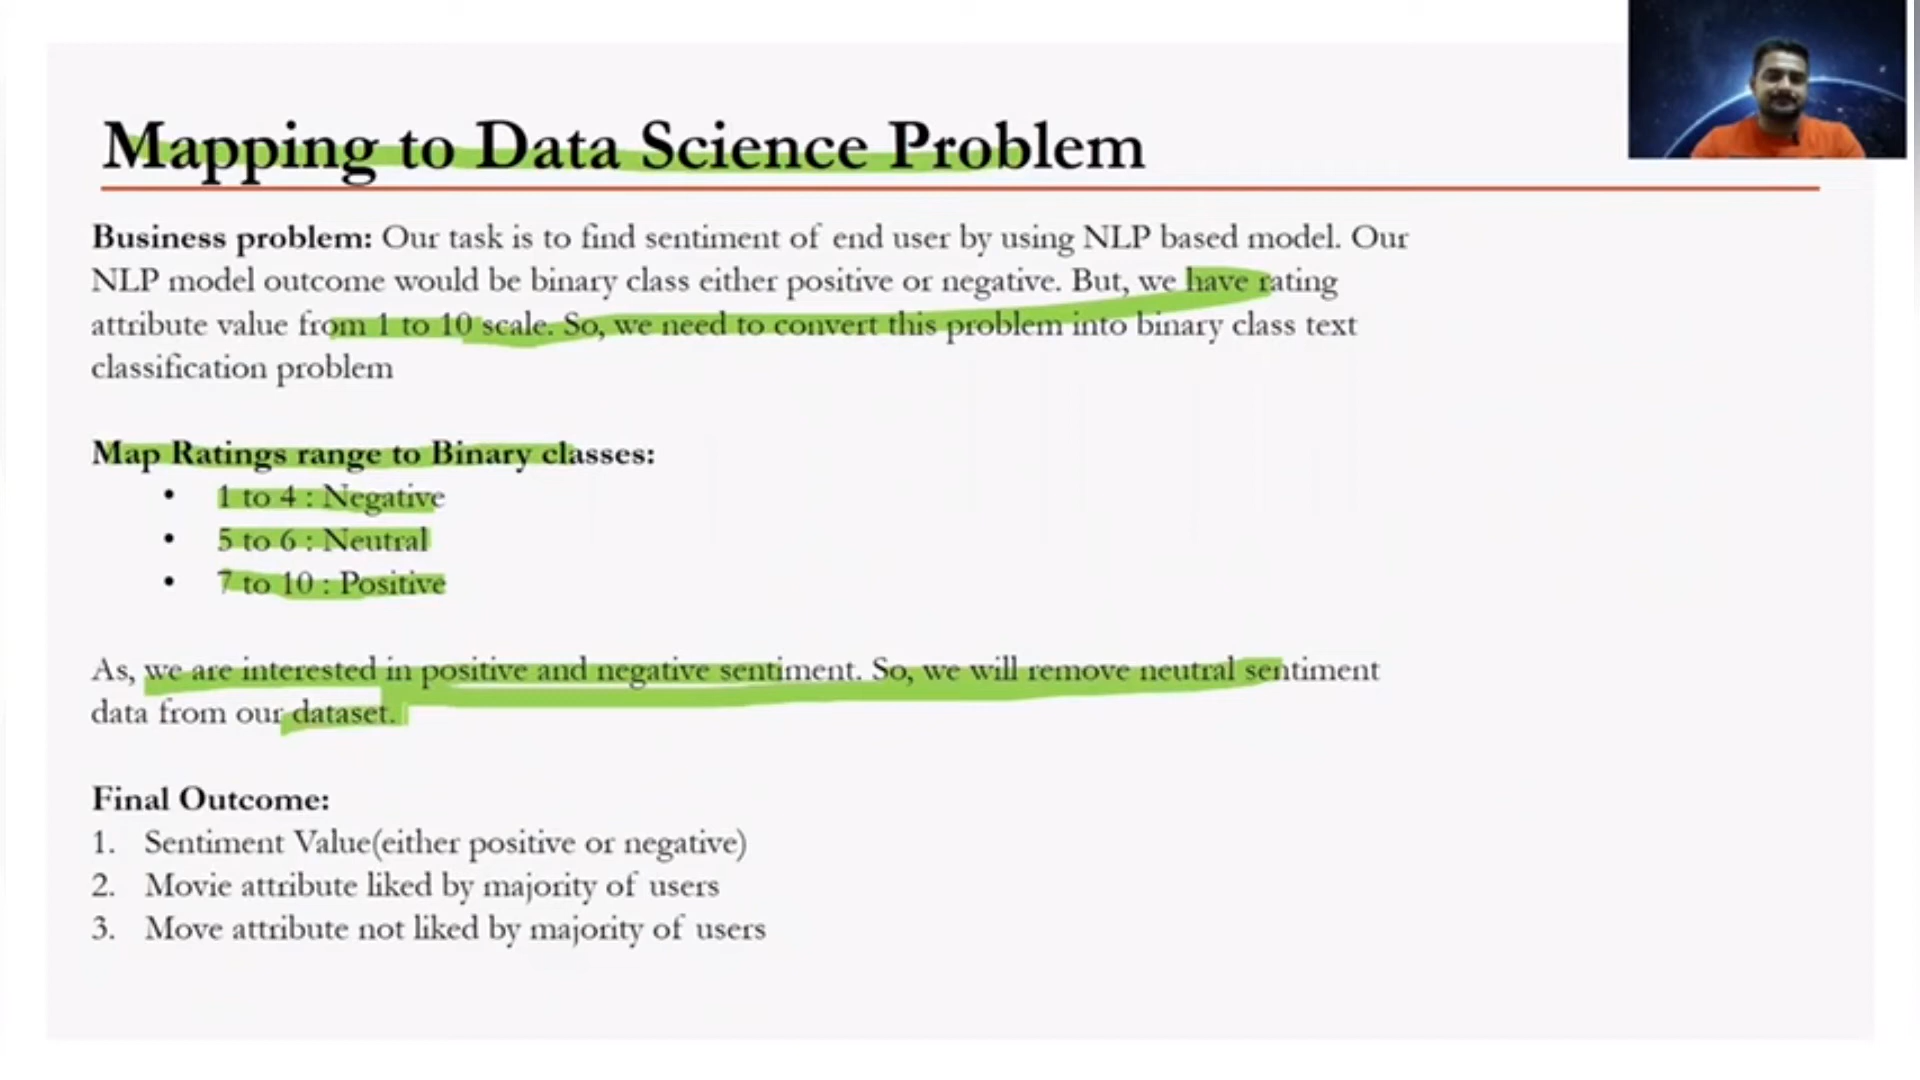 Mapping to Data Science Problem
Business problem: Our task is to find sentiment of end user by using NLP based model. Our
NLP model outcome would be binary class either positive or negative. But, we have rating
attribute value from 1 to 10 scale. So, we need to convert this problem into binary class text
classification problem
Map Ratings range to Binary classes:
• 1 to 4 : Negative
• 5 to 6 : Neutral
• 7 to 10 : Positive
As, we are interested in positive and negative sentiment. So, we will remove neutral sentiment
data from our dataset.
Final Outcome:
1. Sentiment Value(either positive or negative)
2. Movie attribute liked by majority of users
3. Move attribute not liked by majority of users